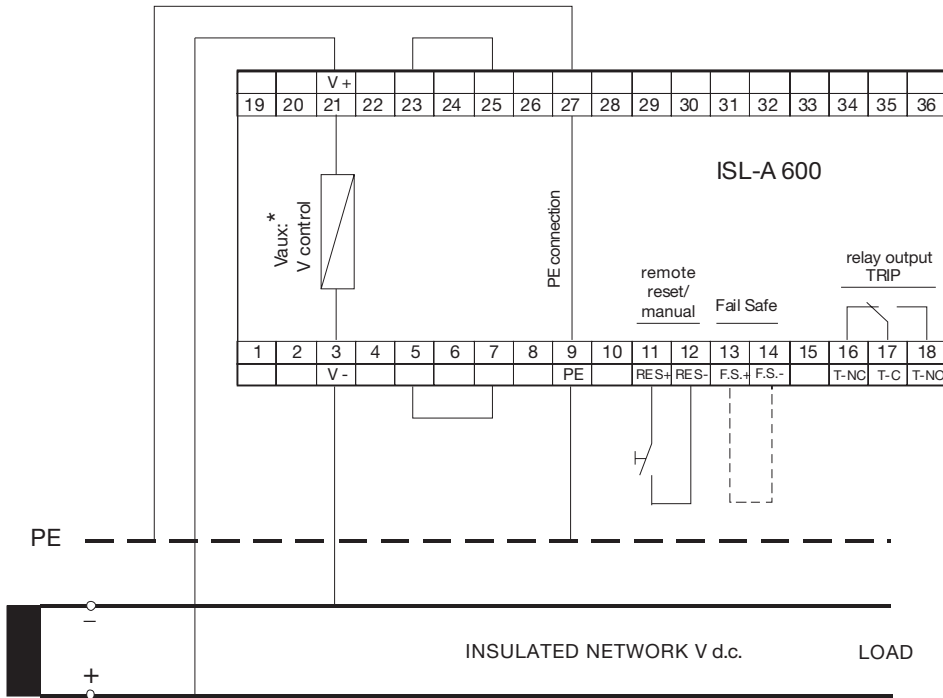 V +
19 20 21 22 23 24 25 26 27 28 29 30 31 32 33 34 35 36
ISL-A 600
Vaux:*
V control
PE connection
remote
reset/
manual
Fail Safe
relay output
TRIP
1 2 3 4 5 6 7 8 9 10 11 12 13 14 15 16 17 18
V - PE RES+ RES- F.S.+ F.S.- T-NC T-C T-NO
PE
–
INSULATED NETWORK V d.c. LOAD
+